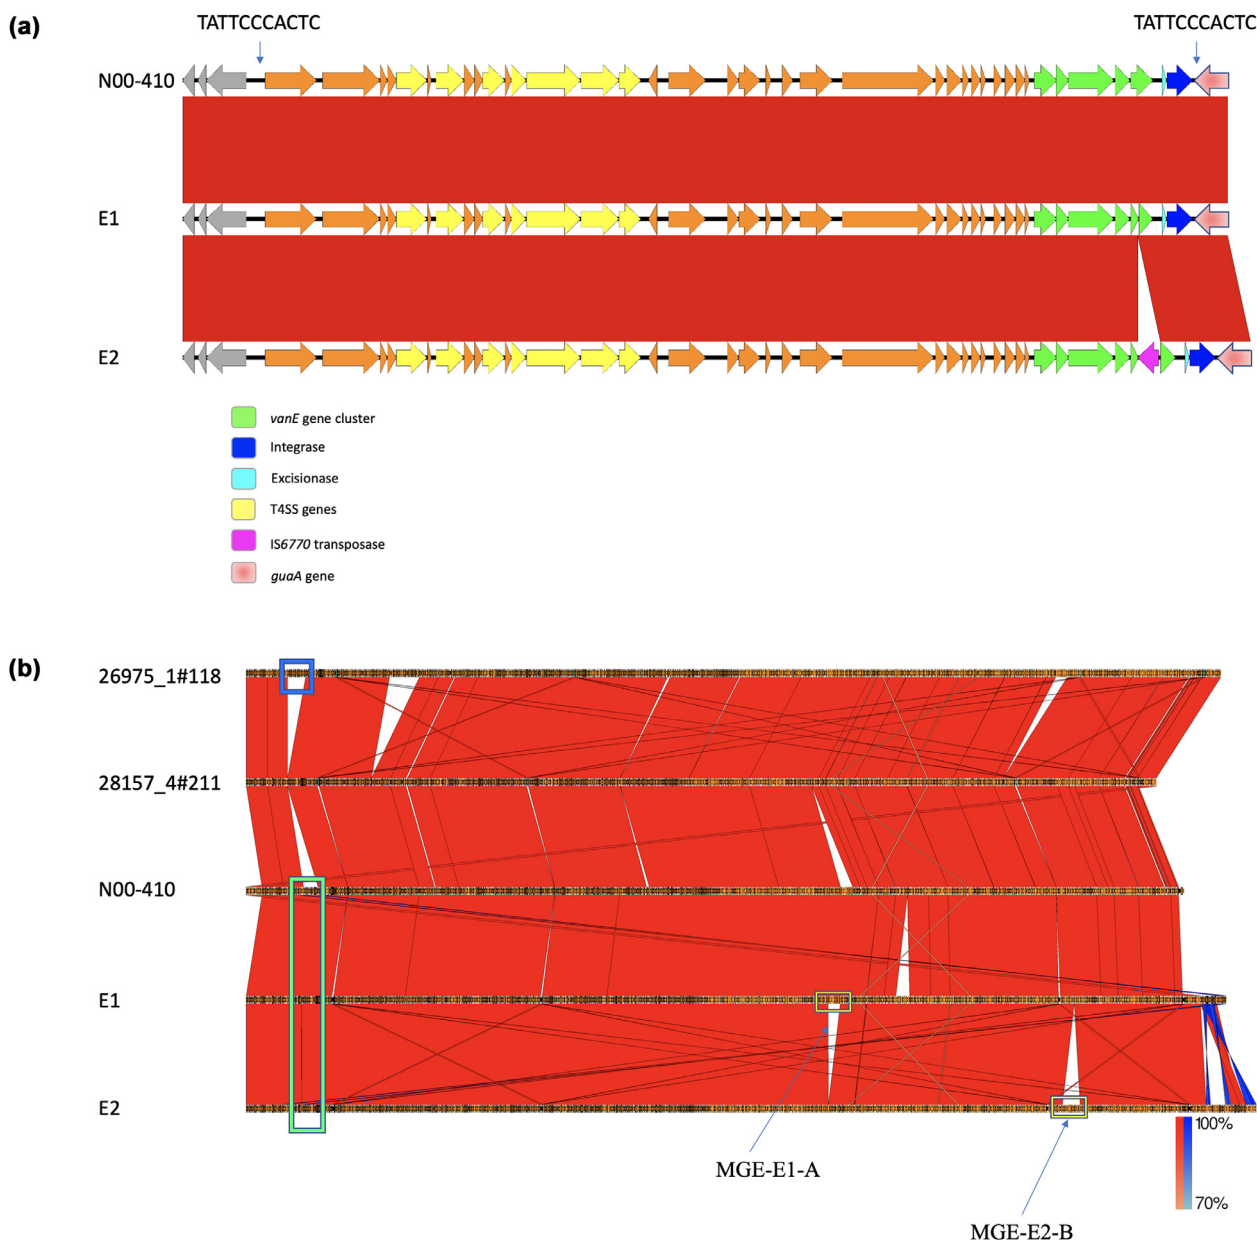 (a)
TATTCCCACTC TATTCCCACTC
N00-410
E1
E2
vanE gene cluster
Integrase
Excisionase
T4SS genes
IS6770 transposase
guaA gene
(b)
26975_1#118
28157_4#211
N00-410
E1
E2
100%
70%
MGE-E1-A
MGE-E2-B